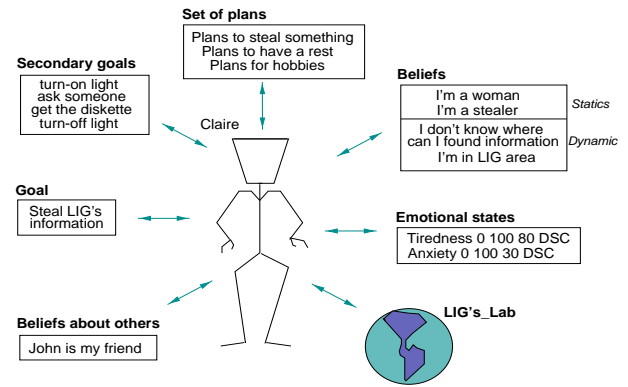 Set of plans
Plans to steal something
Plans to have a rest
Plans for hobbies
Secondary goals
turn-on light
ask someone
get the diskette
turn-off light
Claire
Beliefs
I'm a woman
I'm a stealer
Statics
I don't know where
can I found information
I'm in LIG area
Dynamic
Goal
Steal LIG's
information
Emotional states
Tiredness 0 100 80 DSC
Anxiety 0 100 30 DSC
Beliefs about others
John is my friend
LIG's_Lab